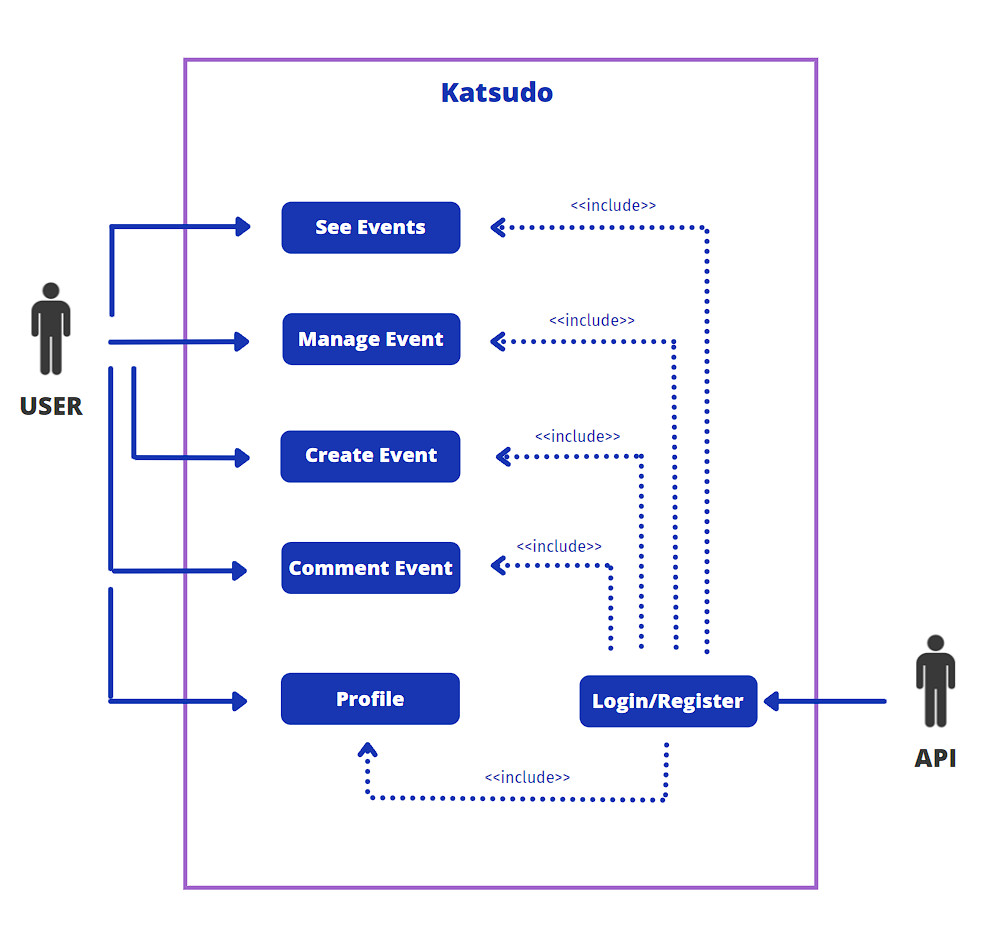 Katsudo
<<include>>
See Events
<<include>>
Manage Event
USER
<<include>>
Create Event
<<include>>
Comment Event
Profile
Login/Register
API
<<include>>